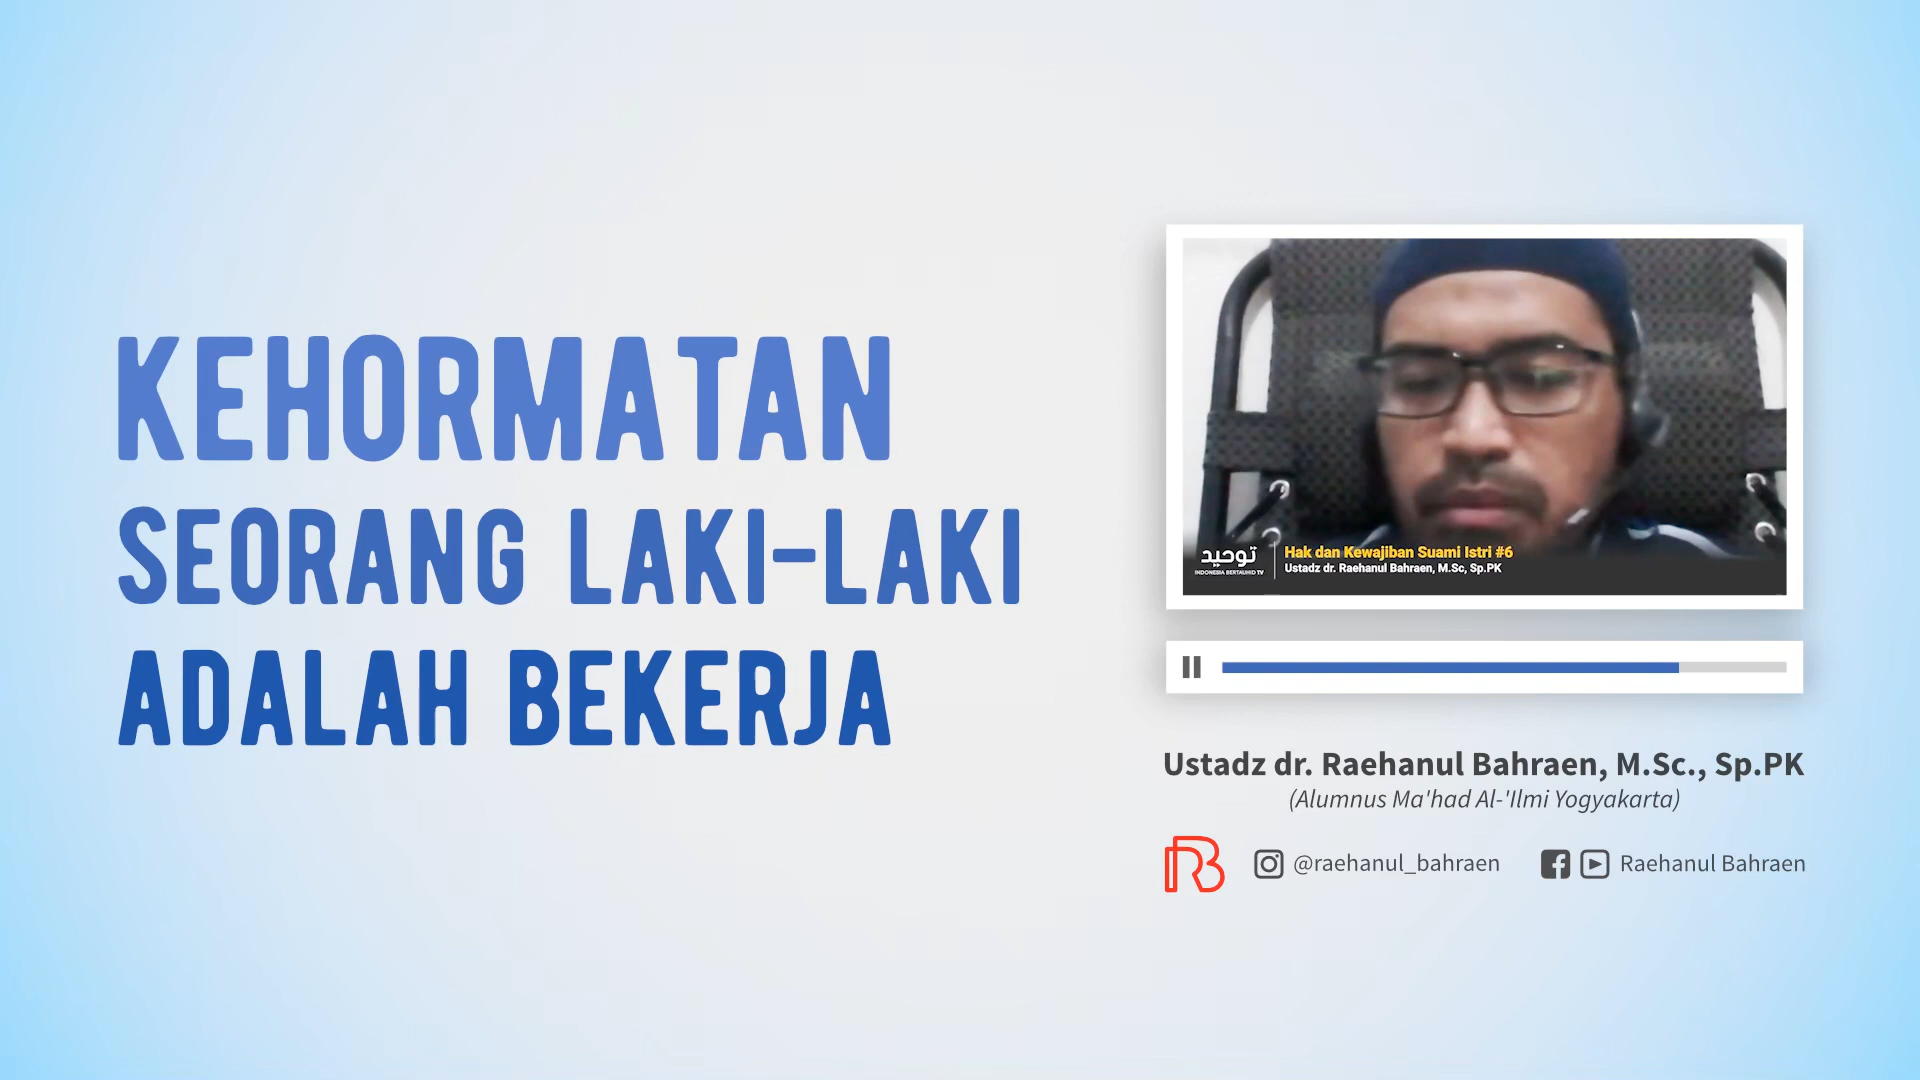 KEHORMATAN
SEORANG LAKI-LAKI
ADALAH BEKERJA
توحيد
INDONESIA BERTAUHID TV
Hak dan Kewajiban Suami Istri #6
Ustadz dr. Raehanul Bahraen, M.Sc, Sp.PK
Ustadz dr. Raehanul Bahraen, M.Sc., Sp.PK
(Alumnus Ma'had Al-'Ilmi Yogyakarta)
@raehanul_bahraen
Raehanul Bahraen